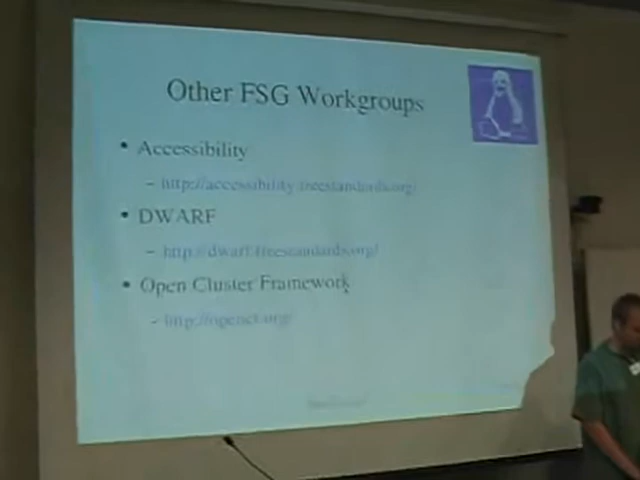 Other FSG Workgroups
• Accessibility
– http://accessibility.freestandards.org/
• DWARF
– http://dwarf.freestandards.org/
• Open Cluster Framework
– http://opencf.org/